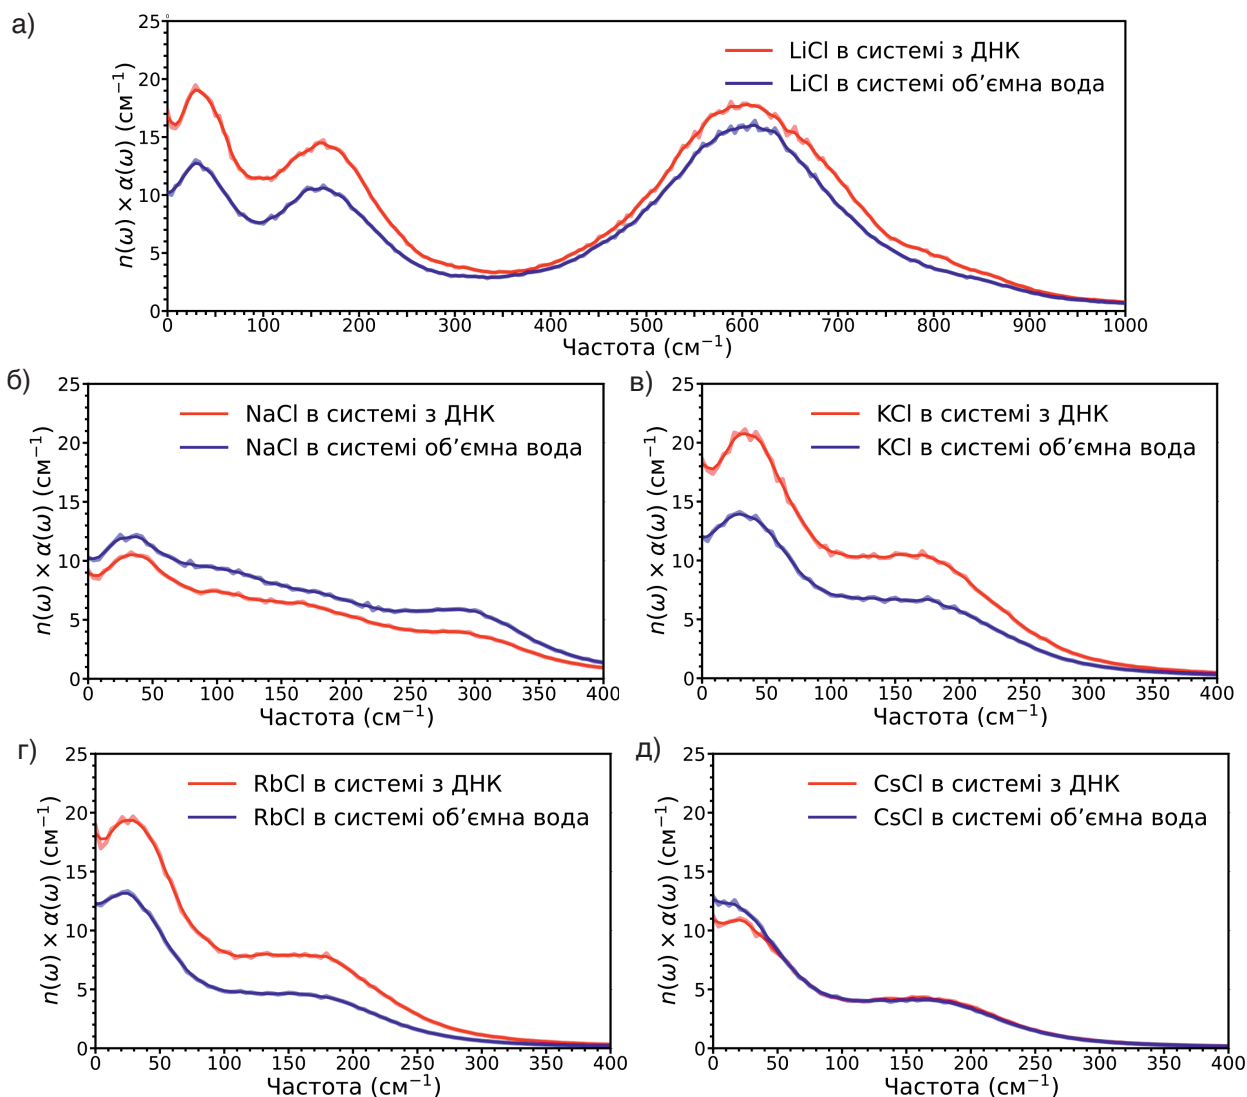 а)
LiCl в системі з ДНК
LiCl в системі об’ємна вода
n(ω) × α(ω) (см⁻¹)
25
20
15
10
5
0
0 100 200 300 400 500 600 700 800 900 1000
Частота (см⁻¹)
б)
NaCl в системі з ДНК
NaCl в системі об’ємна вода
n(ω) × α(ω) (см⁻¹)
25
20
15
10
5
0
0 50 100 150 200 250 300 350 400
Частота (см⁻¹)
в)
KCl в системі з ДНК
KCl в системі об’ємна вода
n(ω) × α(ω) (см⁻¹)
25
20
15
10
5
0
0 50 100 150 200 250 300 350 400
Частота (см⁻¹)
г)
RbCl в системі з ДНК
RbCl в системі об’ємна вода
n(ω) × α(ω) (см⁻¹)
25
20
15
10
5
0
0 50 100 150 200 250 300 350 400
Частота (см⁻¹)
д)
CsCl в системі з ДНК
CsCl в системі об’ємна вода
n(ω) × α(ω) (см⁻¹)
25
20
15
10
5
0
0 50 100 150 200 250 300 350 400
Частота (см⁻¹)